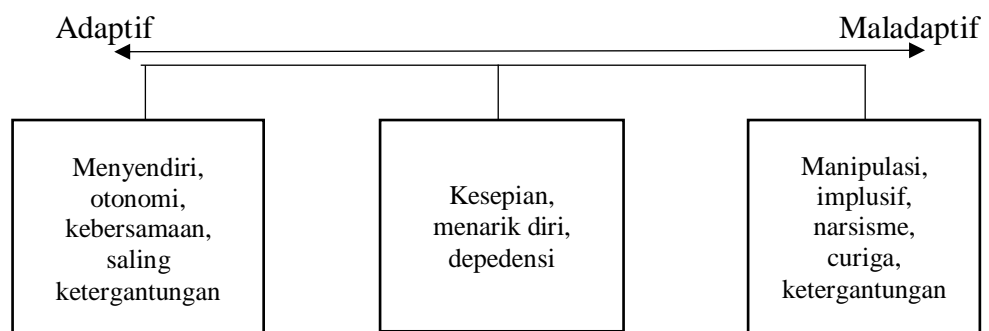 Adaptif
Maladaptif
Menyendiri,
otonomi,
kebersamaan,
saling
ketergantungan
Kesepian,
menarik diri,
depedensi
Manipulasi,
implusif,
narsisme,
curiga,
ketergantungan